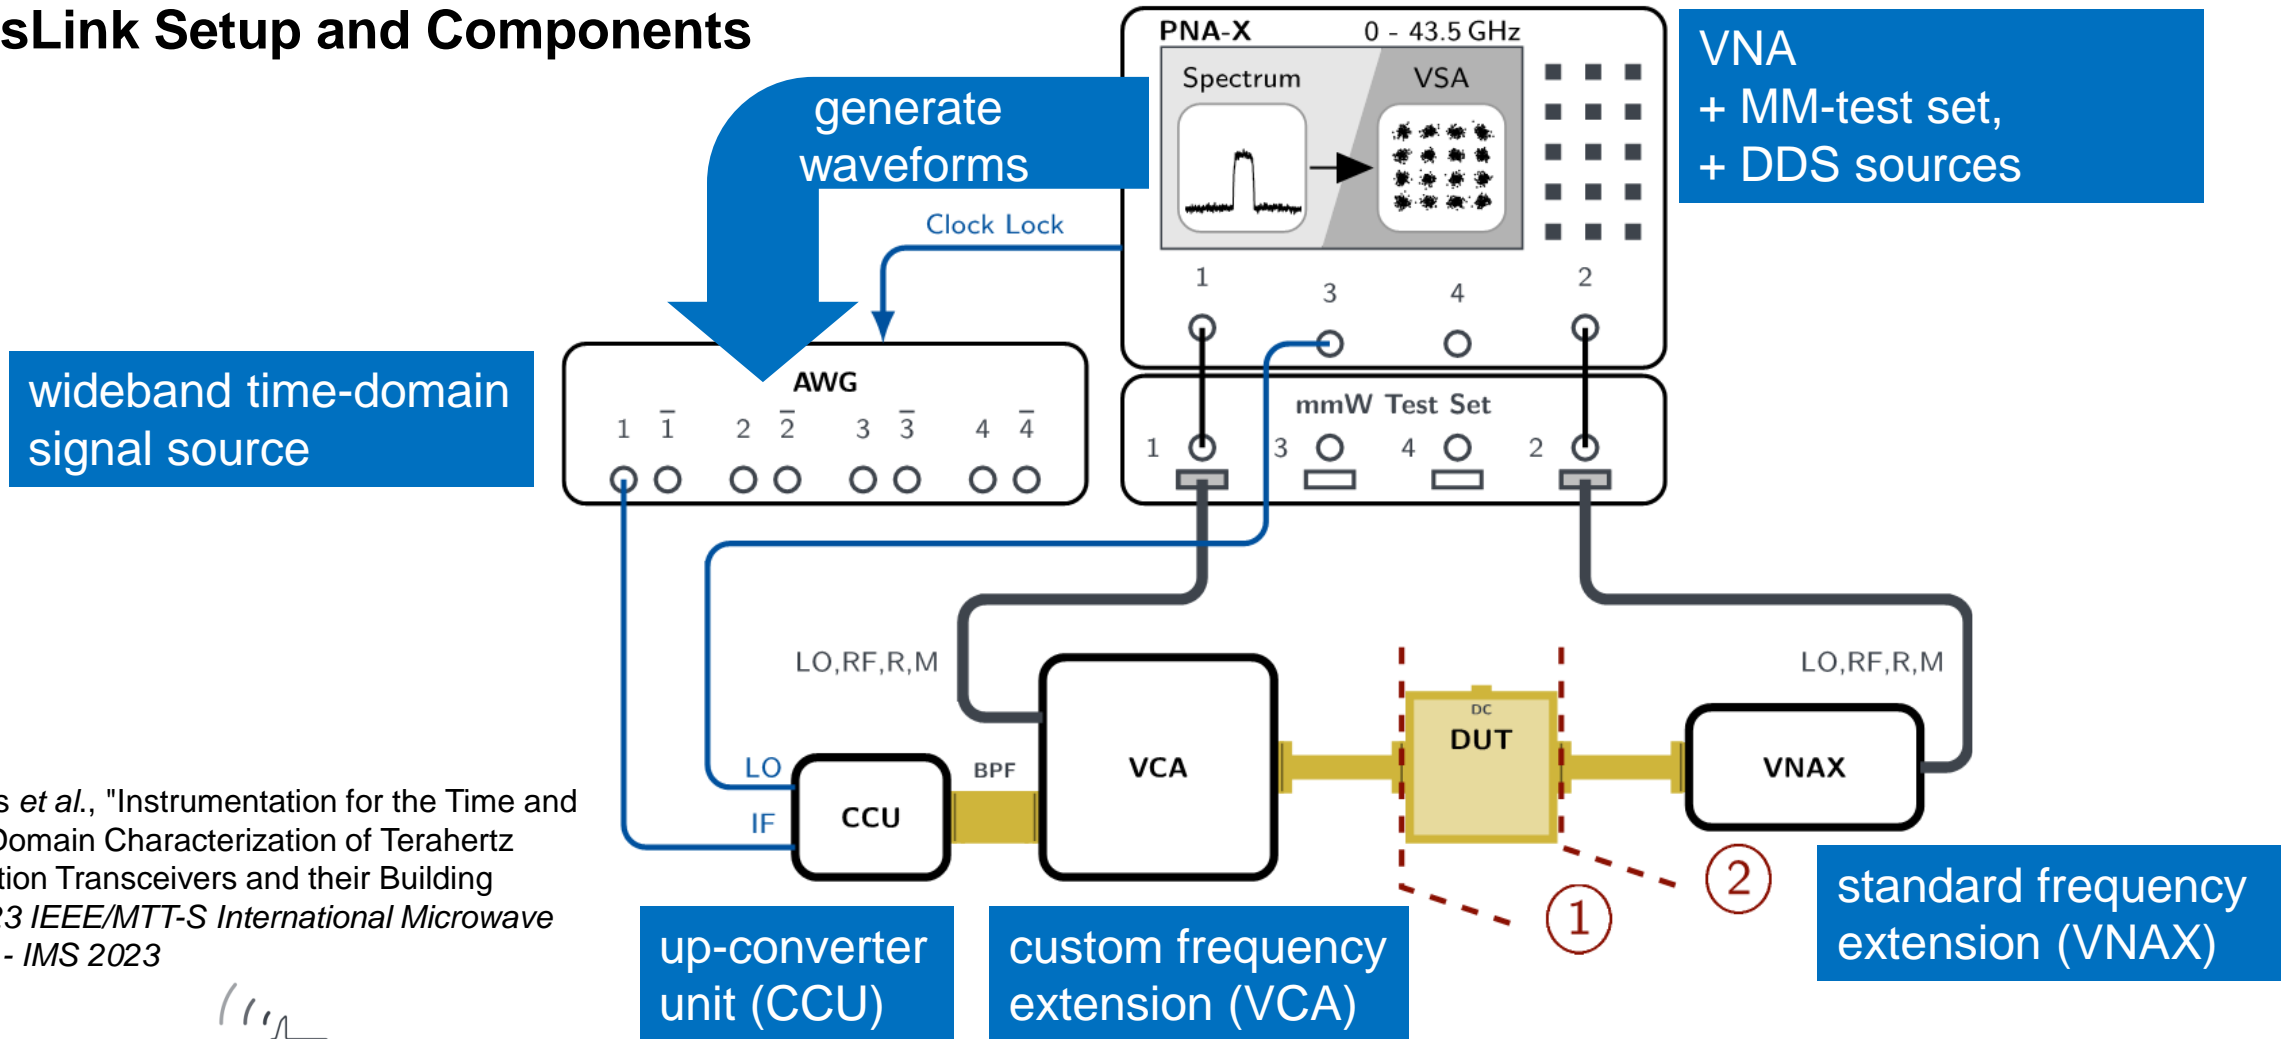 sLink Setup and Components
PNA-X 0 - 43.5 GHz
Spectrum VSA
generate
waveforms
VNA
+ MM-test set,
+ DDS sources
Clock Lock
1 3 4 2
wideband time-domain
signal source
AWG
1 1̅ 2 2̅ 3 3̅ 4 4̅
mmW Test Set
1 3 4 2
LO,RF,R,M
LO,RF,R,M
LO
IF
CCU
BPF
VCA
DC
DUT
VNAX
1
2
s et al., "Instrumentation for the Time and
Domain Characterization of Terahertz
tion Transceivers and their Building
23 IEEE/MTT-S International Microwave
- IMS 2023
up-converter
unit (CCU)
custom frequency
extension (VCA)
standard frequency
extension (VNAX)